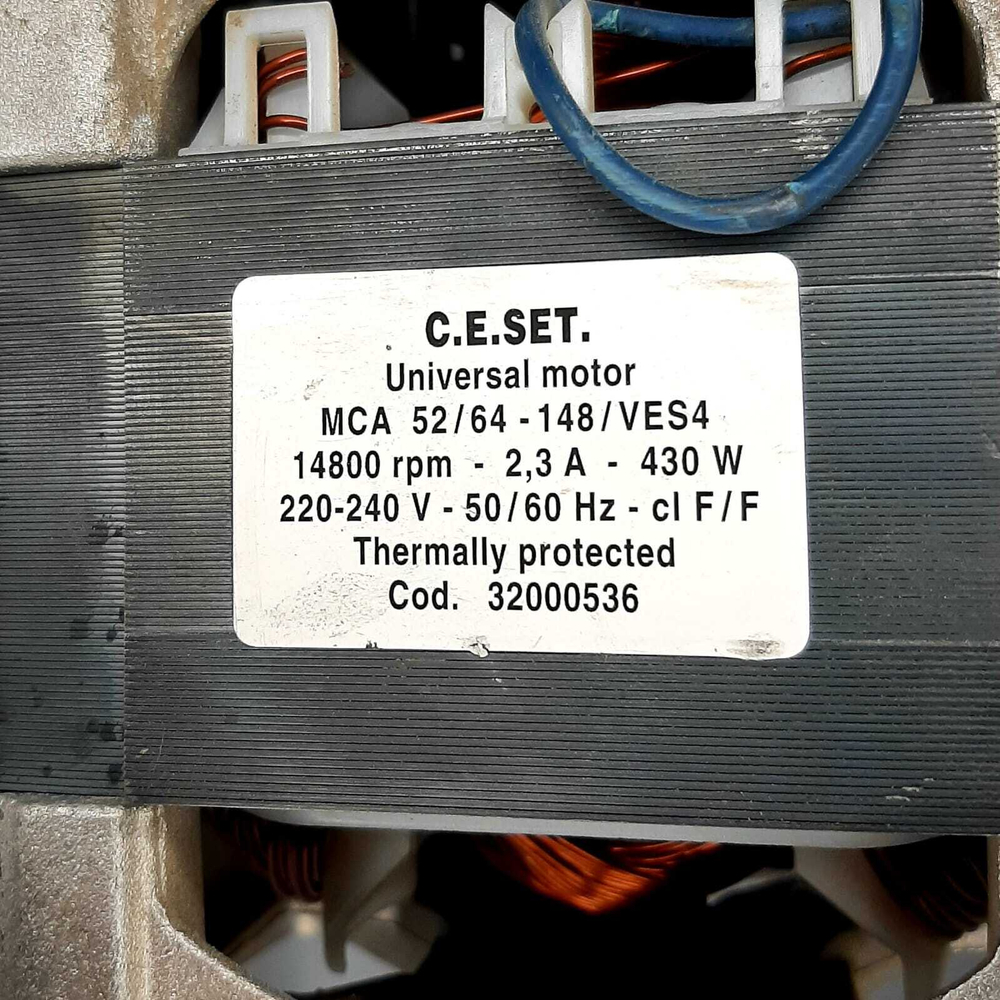 C.E.SET.
Universal motor
MCA 52/64 - 148/VES4
14800 rpm - 2,3 A - 430 W
220-240 V - 50/60 Hz - cl F/F
Thermally protected
Cod. 32000536